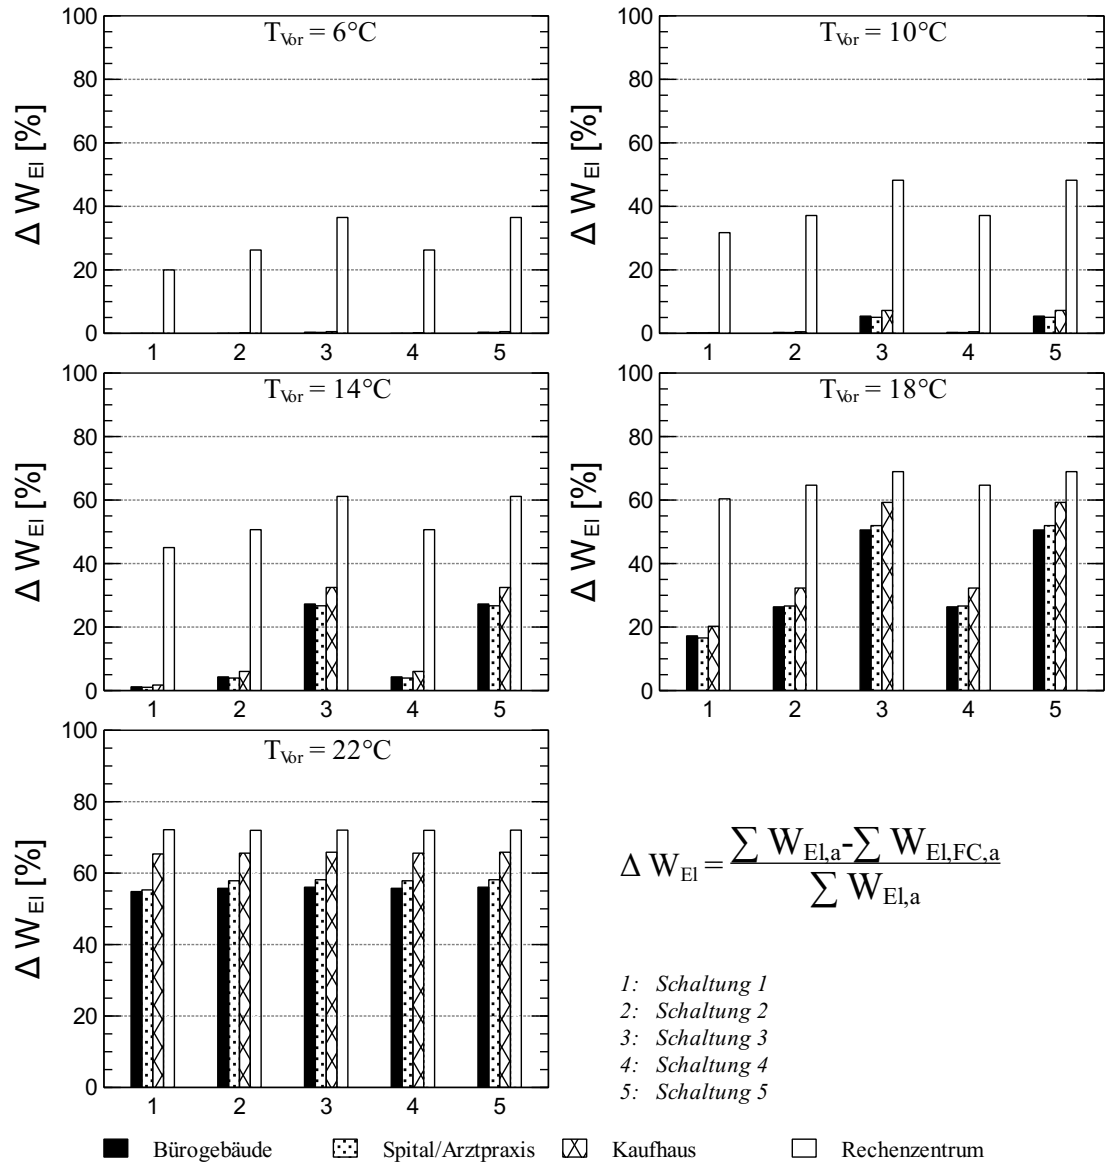 T_Vor = 6°C
Δ W_El [%]
100
80
60
40
20
0
1 2 3 4 5
T_Vor = 10°C
Δ W_El [%]
100
80
60
40
20
0
1 2 3 4 5
T_Vor = 14°C
Δ W_El [%]
100
80
60
40
20
0
1 2 3 4 5
T_Vor = 18°C
Δ W_El [%]
100
80
60
40
20
0
1 2 3 4 5
T_Vor = 22°C
Δ W_El [%]
100
80
60
40
20
0
1 2 3 4 5
∑ W_El,a-∑ W_El,FC,a
Δ W_El =
∑ W_El,a
1: Schaltung 1
2: Schaltung 2
3: Schaltung 3
4: Schaltung 4
5: Schaltung 5
Bürogebäude Spital/Arztpraxis Kaufhaus Rechenzentrum